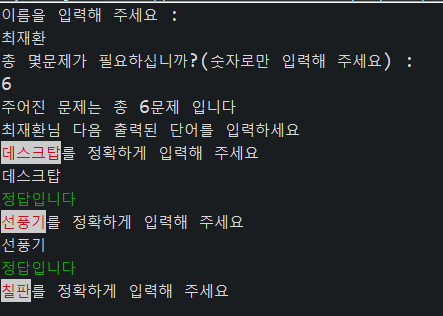 이름을 입력해 주세요 :
최재환
총 몇문제가 필요하십니까?(숫자로만 입력해 주세요) :
6
주어진 문제는 총 6문제 입니다
최재환님 다음 출력된 단어를 입력하세요
데스크탑를 정확하게 입력해 주세요
데스크탑
정답입니다
선풍기를 정확하게 입력해 주세요
선풍기
정답입니다
칠판를 정확하게 입력해 주세요